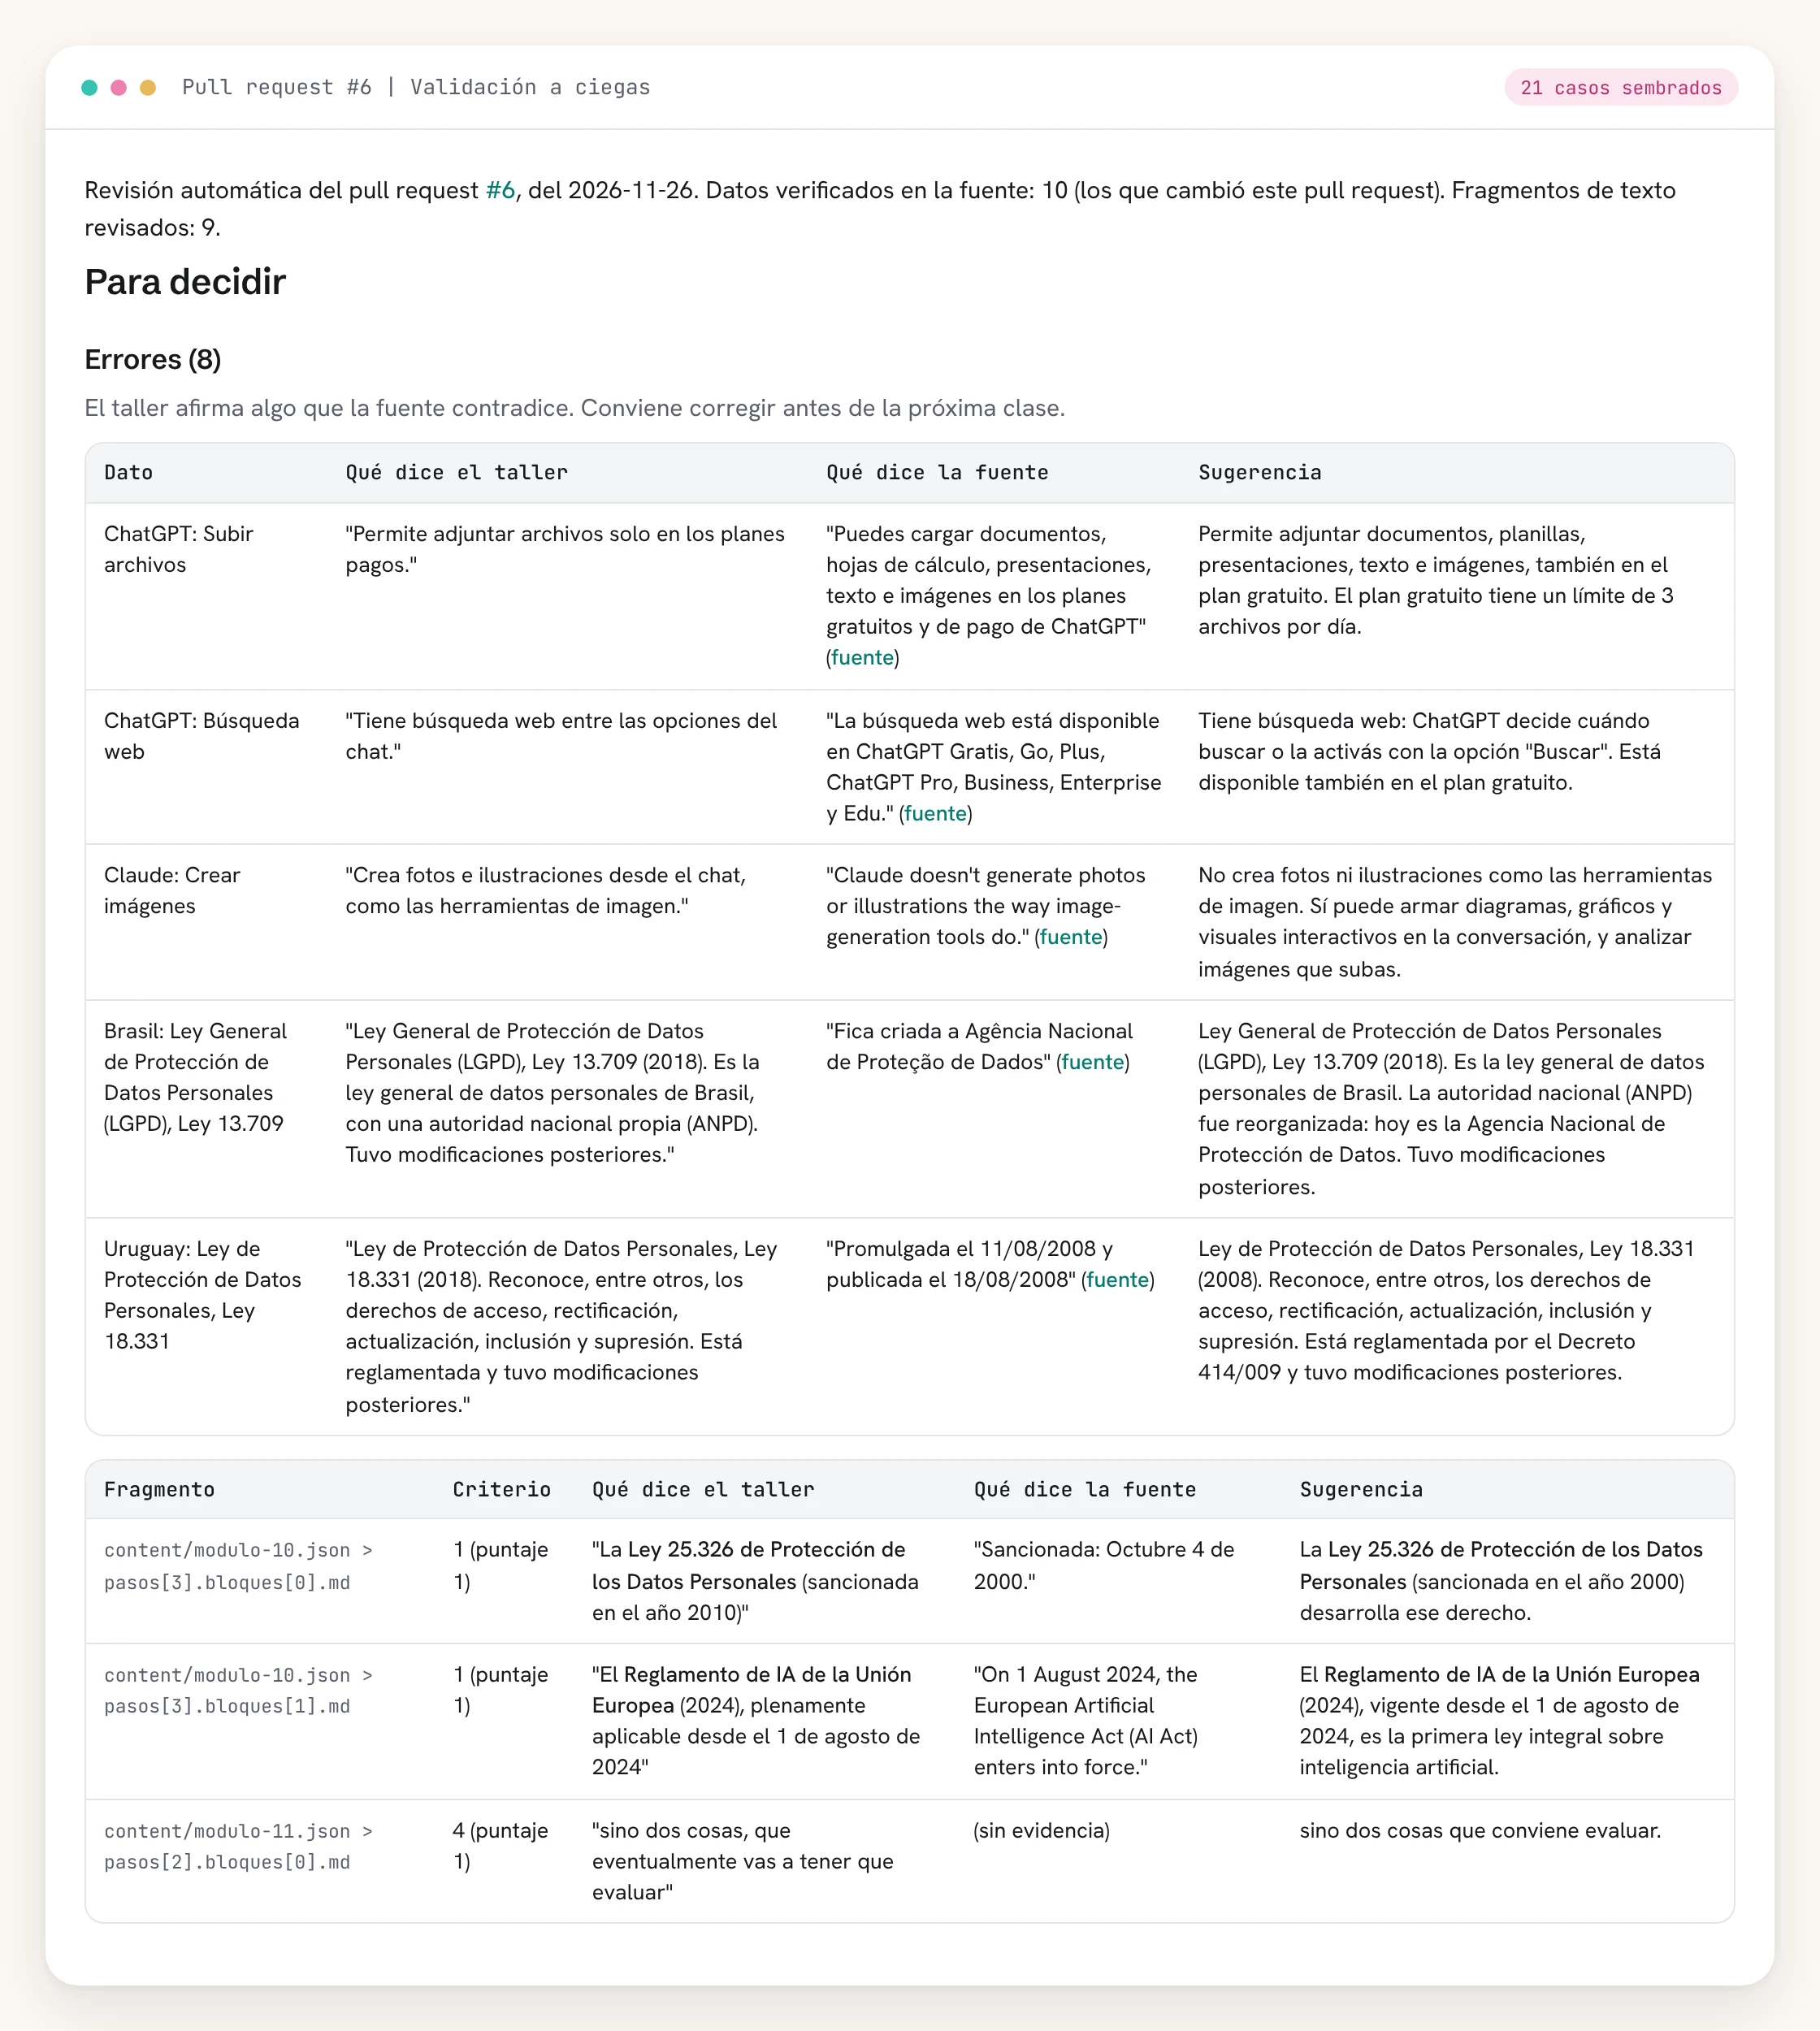 Pull request #6 | Validación a ciegas
21 casos sembrados
Revisión automática del pull request #6, del 2026-11-26. Datos verificados en la fuente: 10 (los que cambió este pull request). Fragmentos de texto
revisados: 9.
Para decidir
Errores (8)
El taller afirma algo que la fuente contradice. Conviene corregir antes de la próxima clase.
Dato
Qué dice el taller
Qué dice la fuente
Sugerencia
ChatGPT: Subir
archivos
"Permite adjuntar archivos solo en los planes
pagos."
"Puedes cargar documentos,
hojas de cálculo, presentaciones,
texto e imágenes en los planes
gratuitos y de pago de ChatGPT"
(fuente)
Permite adjuntar documentos, planillas,
presentaciones, texto e imágenes, también en el
plan gratuito. El plan gratuito tiene un límite de 3
archivos por día.
ChatGPT: Búsqueda
web
"Tiene búsqueda web entre las opciones del
chat."
"La búsqueda web está disponible
en ChatGPT Gratis, Go, Plus,
ChatGPT Pro, Business, Enterprise
y Edu." (fuente)
Tiene búsqueda web: ChatGPT decide cuándo
buscar o la activás con la opción "Buscar". Está
disponible también en el plan gratuito.
Claude: Crear
imágenes
"Crea fotos e ilustraciones desde el chat,
como las herramientas de imagen."
"Claude doesn't generate photos
or illustrations the way image-
generation tools do." (fuente)
No crea fotos ni ilustraciones como las herramientas
de imagen. Sí puede armar diagramas, gráficos y
visuales interactivos en la conversación, y analizar
imágenes que subas.
Brasil: Ley General
de Protección de
Datos Personales
(LGPD), Ley 13.709
"Ley General de Protección de Datos
Personales (LGPD), Ley 13.709 (2018). Es la
ley general de datos personales de Brasil,
con una autoridad nacional propia (ANPD).
Tuvo modificaciones posteriores."
"Fica criada a Agência Nacional
de Proteção de Dados" (fuente)
Ley General de Protección de Datos Personales
(LGPD), Ley 13.709 (2018). Es la ley general de datos
personales de Brasil. La autoridad nacional (ANPD)
fue reorganizada: hoy es la Agencia Nacional de
Protección de Datos. Tuvo modificaciones
posteriores.
Uruguay: Ley de
Protección de Datos
Personales, Ley
18.331
"Ley de Protección de Datos Personales, Ley
18.331 (2018). Reconoce, entre otros, los
derechos de acceso, rectificación,
actualización, inclusión y supresión. Está
reglamentada y tuvo modificaciones
posteriores."
"Promulgada el 11/08/2008 y
publicada el 18/08/2008" (fuente)
Ley de Protección de Datos Personales, Ley 18.331
(2008). Reconoce, entre otros, los derechos de
acceso, rectificación, actualización, inclusión y
supresión. Está reglamentada por el Decreto
414/009 y tuvo modificaciones posteriores.
Fragmento
Criterio
Qué dice el taller
Qué dice la fuente
Sugerencia
content/modulo-10.json >
pasos[3].bloques[0].md
1 (puntaje
1)
"La Ley 25.326 de Protección de
los Datos Personales (sancionada
en el año 2010)"
"Sancionada: Octubre 4 de
2000."
La Ley 25.326 de Protección de los Datos
Personales (sancionada en el año 2000)
desarrolla ese derecho.
content/modulo-10.json >
pasos[3].bloques[1].md
1 (puntaje
1)
"El Reglamento de IA de la Unión
Europea (2024), plenamente
aplicable desde el 1 de agosto de
2024"
"On 1 August 2024, the
European Artificial
Intelligence Act (AI Act)
enters into force."
El Reglamento de IA de la Unión Europea
(2024), vigente desde el 1 de agosto de
2024, es la primera ley integral sobre
inteligencia artificial.
content/modulo-11.json >
pasos[2].bloques[0].md
4 (puntaje
1)
"sino dos cosas, que
eventualmente vas a tener que
evaluar"
(sin evidencia)
sino dos cosas que conviene evaluar.